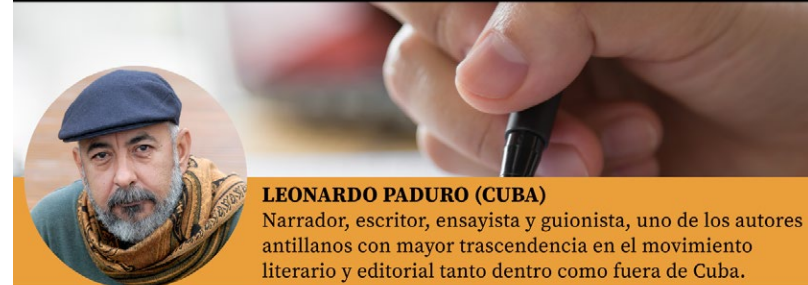 LEONARDO PADURO (CUBA)
Narrador, escritor, ensayista y guionista, uno de los autores
antillanos con mayor trascendencia en el movimiento
literario y editorial tanto dentro como fuera de Cuba.